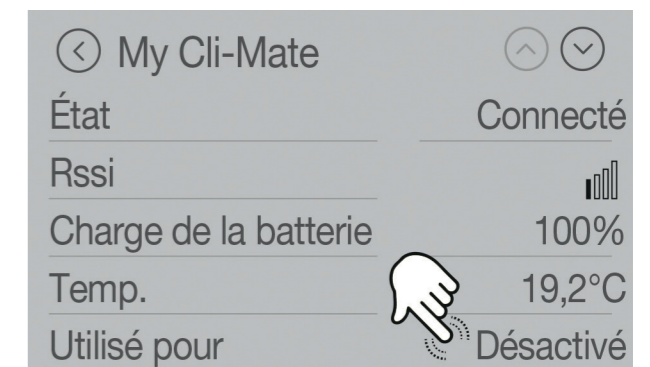 My Cli-Mate
État Connecté
Rssi
Charge de la batterie 100%
Temp. 19,2°C
Utilisé pour Désactivé